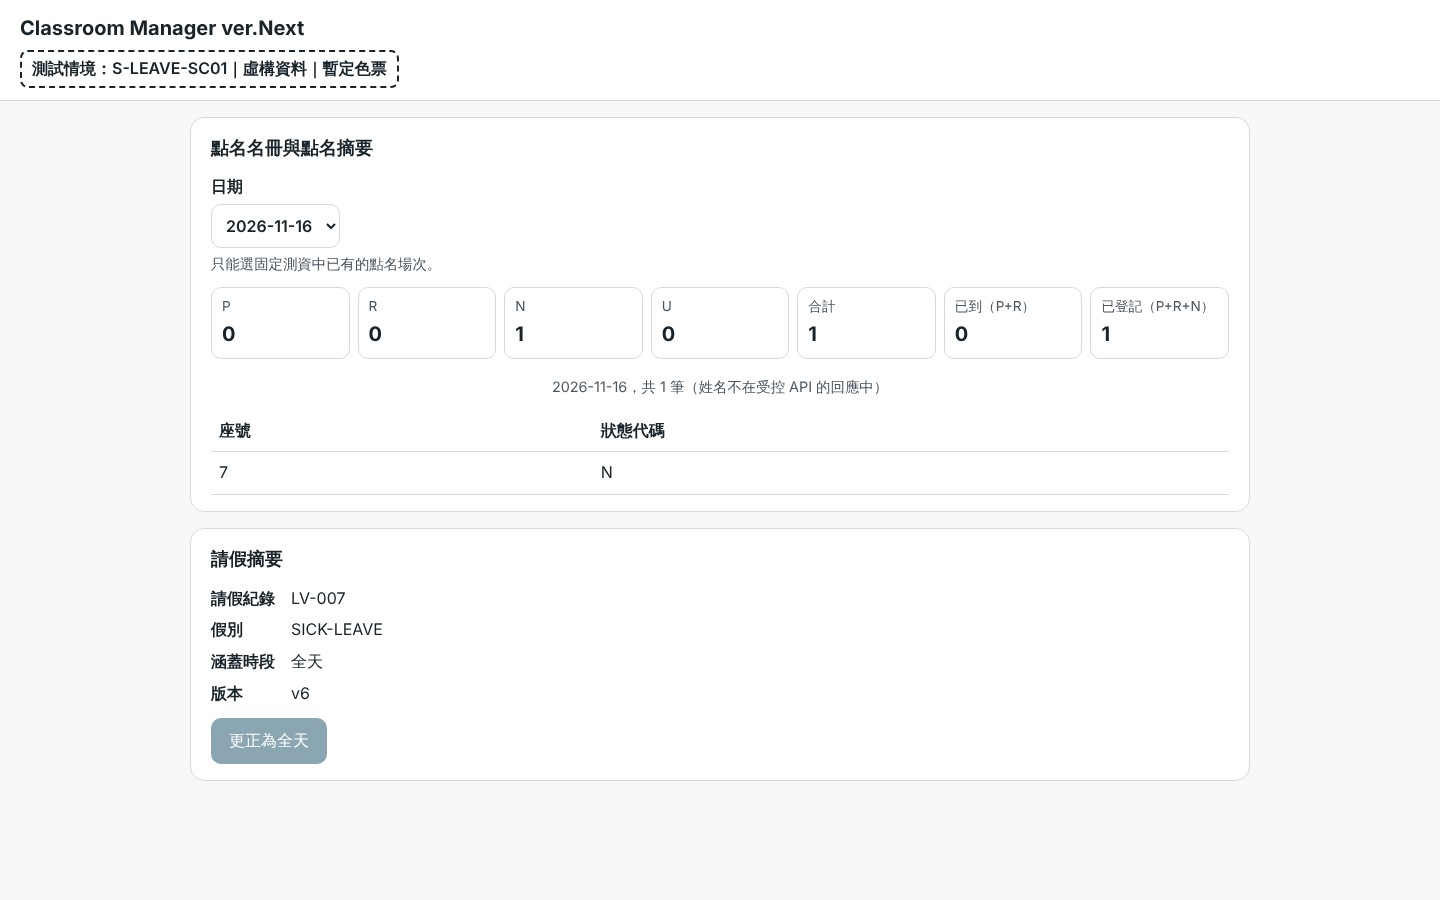 Classroom Manager ver.Next
測試情境：S-LEAVE-SC01｜虛構資料｜暫定色票
點名名冊與點名摘要
日期
2026-11-16
只能選固定測資中已有的點名場次。
P
0
R
0
N
1
U
0
合計
1
已到（P+R）
0
已登記（P+R+N）
1
2026-11-16，共 1 筆（姓名不在受控 API 的回應中）
座號 狀態代碼
7 N
請假摘要
請假紀錄 LV-007
假別 SICK-LEAVE
涵蓋時段 全天
版本 v6
更正為全天